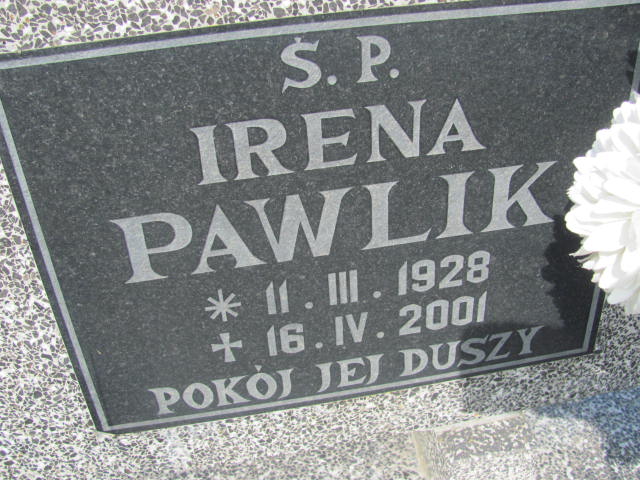 Ś. P.
IRENA
PAWLIK
* 11. III. 1928
+ 16. IV. 2001
POKÓJ JEJ DUSZY